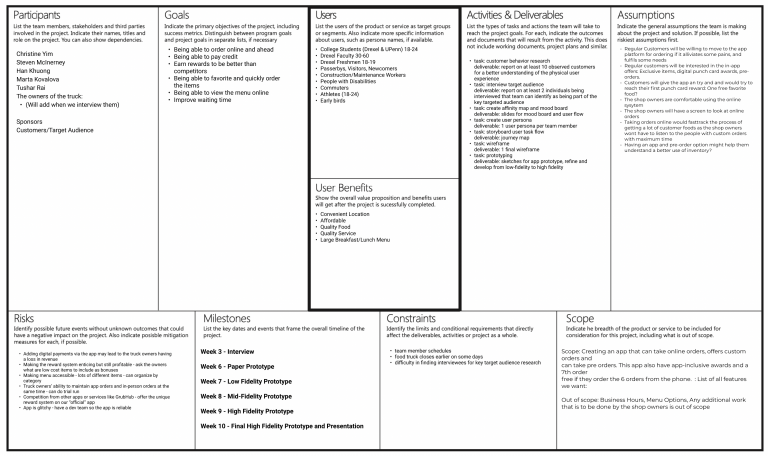 Participants
List the team members, stakeholders and third parties
involved in the project. Indicate their names, titles and
role on the project. You can also show dependencies.
Christine Yim
Steven McInerney
Han Khuong
Marta Kovalova
Tushar Rai
The owners of the truck:
• (Will add when we interview them)
Sponsors
Customers/Target Audience
Goals
Indicate the primary objectives of the project, including
success metrics. Distinguish between program goals
and project goals in separate lists, if necessary
• Being able to order online and ahead
• Being able to pay credit
• Earn rewards to be better than
competitors
• Being able to favorite and quickly order
the items
• Being able to view the menu online
• Improve waiting time
Users
List the users of the product or service as target groups
or segments. Also indicate more specific information
about users, such as persona names, if available.
• College Students (Drexel & UPenn) 18-24
• Drexel Faculty 30-60
• Drexel Freshmen 18-19
• Passerbys, Visitors, Newcomers
• Construction/Maintenance Workers
• People with Disabilities
• Commuters
• Athletes (18-24)
• Early birds
User Benefits
Show the overall value proposition and benefits users
will get after the project is sucessfully completed.
• Convenient Location
• Affordable
• Quality Food
• Quality Service
• Large Breakfast/Lunch Menu
Activities & Deliverables
List the types of tasks and actions the team will take to
reach the project goals. For each, indicate the outcomes
and documents that will result from the activity. This does
not include working documents, project plans and similar.
• task: customer behavior research
deliverable: report on at least 10 observed customers
for a better understanding of the physical user
experience
• task: interview target audience
deliverable: report on at least 2 individuals being
interviewed that team can identify as being part of the
key targeted audience
• task: create affinity map and mood board
deliverable: slides for mood board and user flow
• task: create user persona
deliverable: 1 user persona per team member
• task: storyboard user task flow
deliverable: journey map
• task: wireframe
deliverable: 1 final wireframe
• task: prototyping
deliverable: sketches for app prototype, refine and
develop from low-fidelity to high fidelity
Assumptions
Indicate the general assumptions the team is making
about the project and solution. If possible, list the
riskiest assumptions first.
- Regular Customers will be willing to move to the app
platform for ordering if it alliviates some pains, and
fulfils some needs
- Regular customers will be interested in the in-app
offers: Exclusive items, digital punch card awards, pre-
orders.
- Customers will give the app an try and would try to
reach their first punch card reward: One free favorite
food?
- The shop owners are comfortable using the online
sysytem
- The shop owners will have a screen to look at online
orders
- Taking orders online would fasttrack the process of
getting a lot of customer foods as the shop owners
wont have to listen to the people with custom orders
with maximum time
- Having an app and pre-order option might help them
understand a better use of inventory?
Risks
Identify possible future events without unknown outcomes that could
have a negative impact on the project. Also indicate possible mitigation
measures for each, if possible.
• Adding digital payments via the app may lead to the truck owners having
a loss in revenue
• Making the reward system enticing but still profitable - ask the owners
what are low cost items to include as bonuses
• Making menu accessible - lots of different items - can organize by
category
• Truck owners' ability to maintain app orders and in-person orders at the
same time - can do trial run
• Competition from other apps or services like GrubHub - offer the unique
reward system on our "official" app
• App is glitchy - have a dev team so the app is reliable
Milestones
List the key dates and events that frame the overall timeline of the
project.
Week 3 - Interview
Week 6 - Paper Prototype
Week 7 - Low Fidelity Prototype
Week 8 - Mid-Fidelity Prototype
Week 9 - High Fidelity Prototype
Week 10 - Final High Fidelity Prototype and Presentation
Constraints
Identify the limits and conditional requirements that directly
affect the deliverables, activities or project as a whole.
• team member schedules
• food truck closes earlier on some days
• difficulty in finding interviewees for key target audience research
Scope
Indicate he breadth of the product or service to be included for
consideration for this project, including what is out of scope.
Scope: Creating an app that can take online orders, offers custom
orders and
can take pre orders. This app also have app-inclusive awards and a
7th order
free if they order the 6 orders from the phone. : List of all features
we want:
Out of scope: Business Hours, Menu Options, Any additional work
that is to be done by the shop owners is out of scope